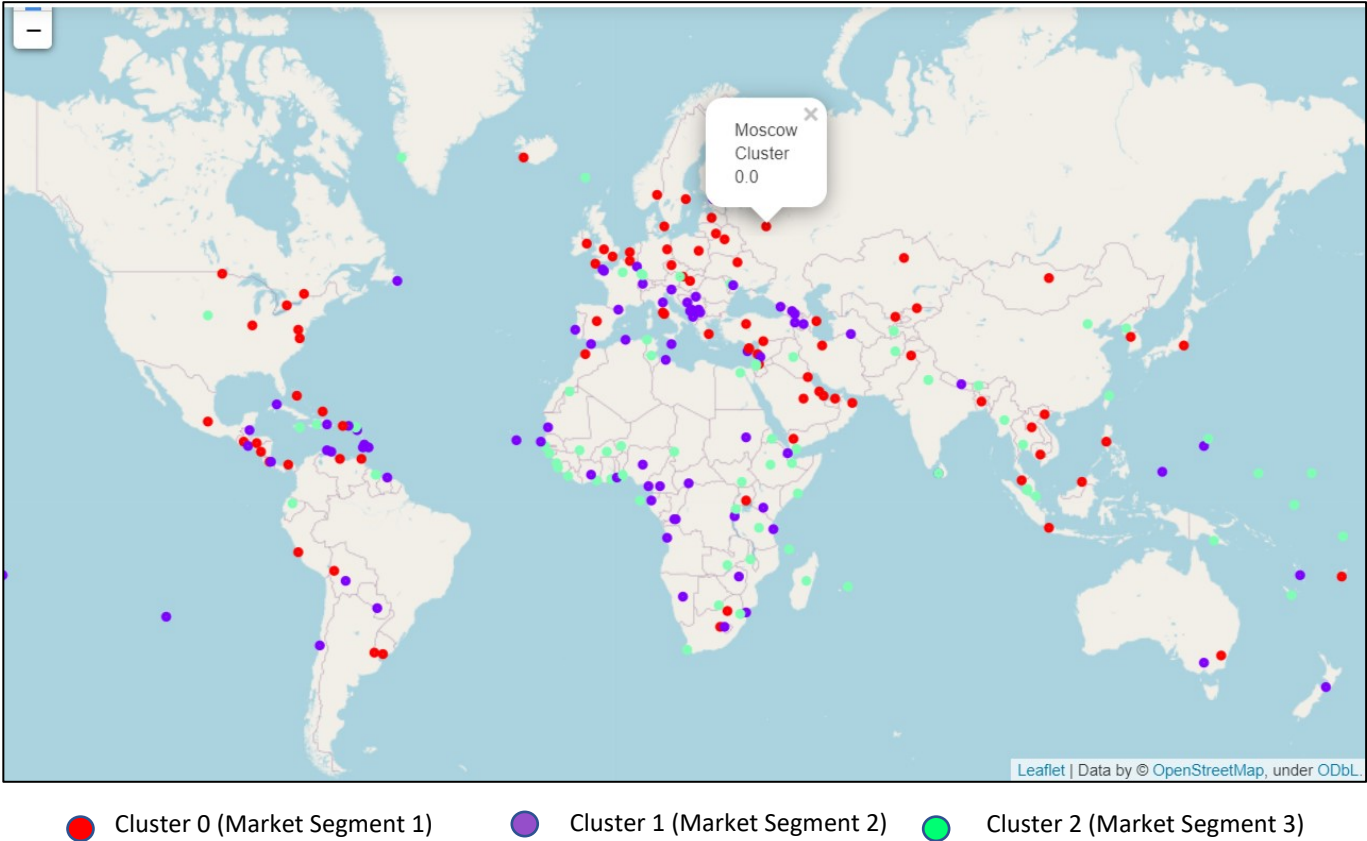 −
×
Moscow
Cluster
0.0
Leaflet | Data by © OpenStreetMap, under ODbL.
Cluster 0 (Market Segment 1)
Cluster 1 (Market Segment 2)
Cluster 2 (Market Segment 3)